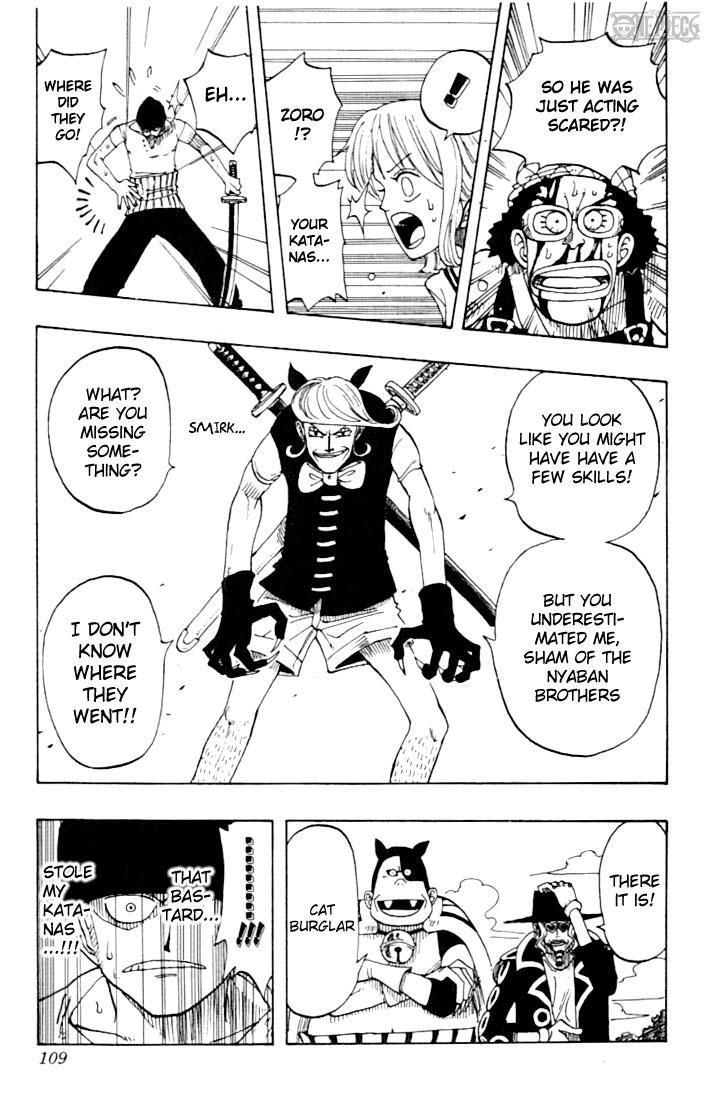 ONE PIECE
SO HE WAS
JUST ACTING
SCARED?!
!
ZORO
!?
YOUR
KATA-
NAS...
EH...
WHERE
DID
THEY
GO!
YOU LOOK
LIKE YOU MIGHT
HAVE HAVE A
FEW SKILLS!
BUT YOU
UNDERESTI-
MATED ME,
SHAM OF THE
NYABAN
BROTHERS
SMIRK...
WHAT?
ARE YOU
MISSING
SOME-
THING?
I DON'T
KNOW
WHERE
THEY
WENT!!
THERE
IT IS!
CAT
BURGLAR
!!!
THAT
BAS-
TARD...
STOLE
MY
KATA-
NAS
...!!!
109